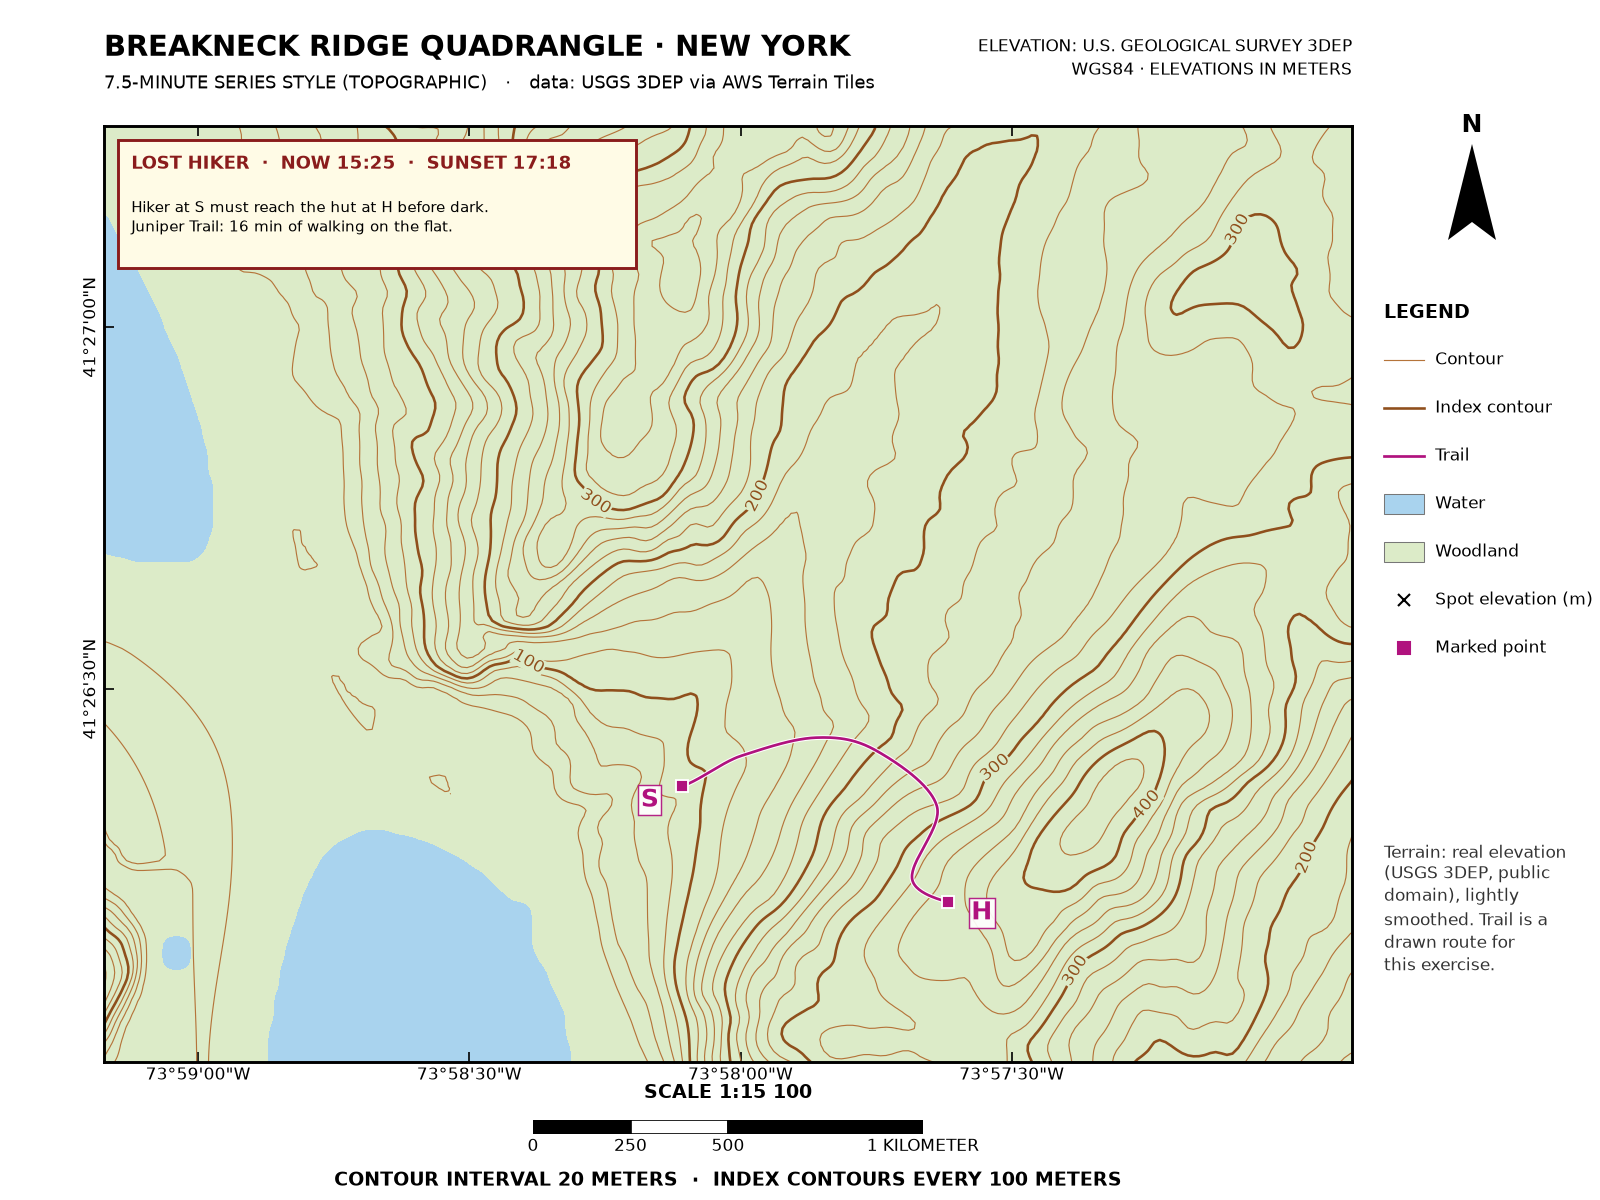 BREAKNECK RIDGE QUADRANGLE · NEW YORK
7.5-MINUTE SERIES STYLE (TOPOGRAPHIC) · data: USGS 3DEP via AWS Terrain Tiles
ELEVATION: U.S. GEOLOGICAL SURVEY 3DEP
WGS84 · ELEVATIONS IN METERS
LOST HIKER · NOW 15:25 · SUNSET 17:18
Hiker at S must reach the hut at H before dark.
Juniper Trail: 16 min of walking on the flat.
N
LEGEND
Contour
Index contour
Trail
Water
Woodland
Spot elevation (m)
Marked point
Terrain: real elevation
(USGS 3DEP, public
domain), lightly
smoothed. Trail is a
drawn route for
this exercise.
41°27'00"N
41°26'30"N
300
300
200
100
300
400
200
300
S
H
73°59'00"W
73°58'30"W
73°58'00"W
73°57'30"W
SCALE 1:15 100
0
250
500
1 KILOMETER
CONTOUR INTERVAL 20 METERS · INDEX CONTOURS EVERY 100 METERS